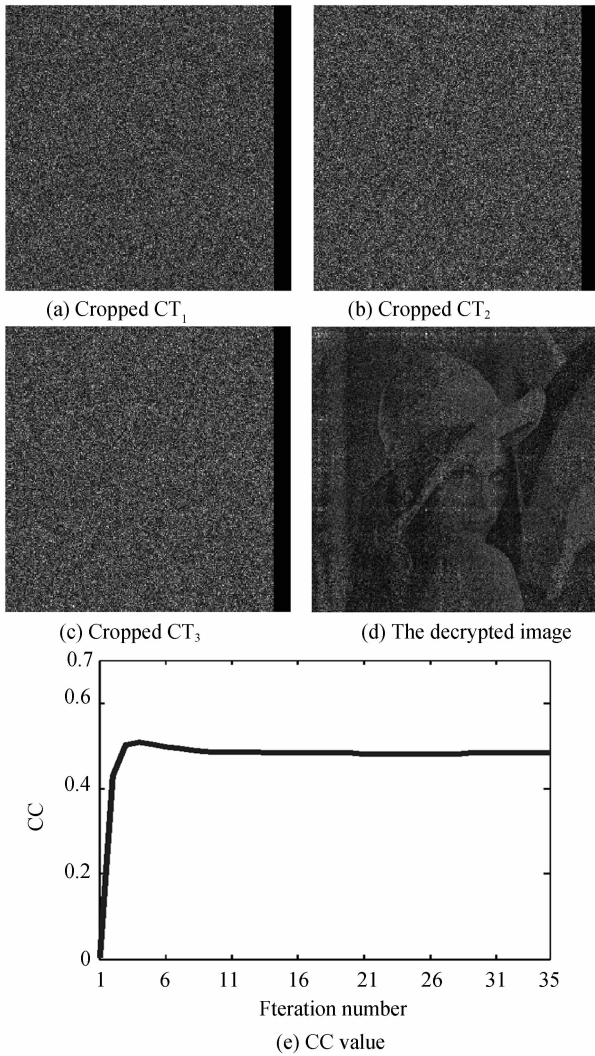 (a) Cropped CT₁
(b) Cropped CT₂
(c) Cropped CT₃
(d) The decrypted image
0.7
0.6
0.4
0.2
0
CC
1 6 11 16 21 26 31 35
Fteration number
(e) CC value